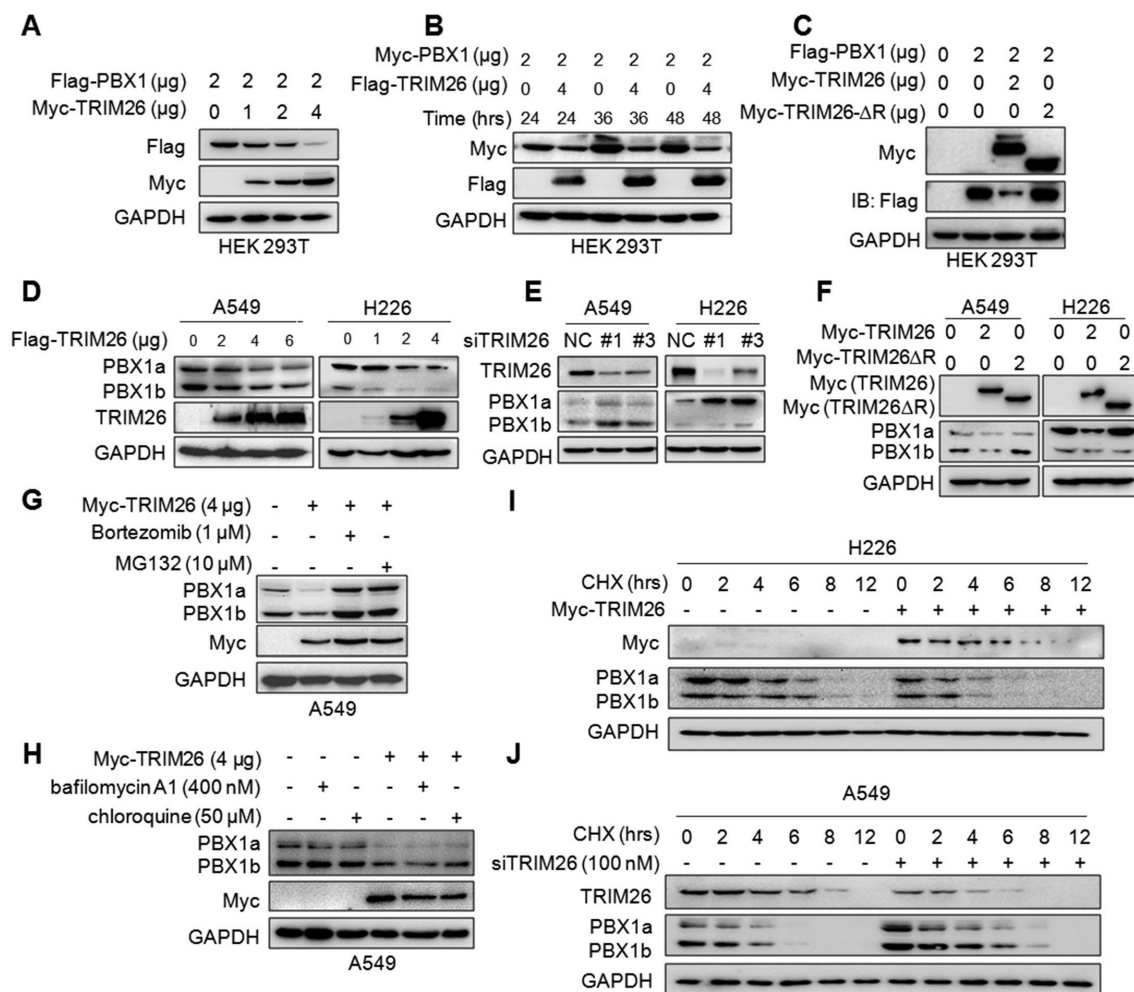 A
Flag-PBX1 (µg) 2 2 2 2
Myc-TRIM26 (µg) 0 1 2 4
Flag
Myc
GAPDH
HEK 293T
B
Myc-PBX1 (µg) 2 2 2 2 2 2
Flag-TRIM26 (µg) 0 4 0 4 0 4
Time (hrs) 24 24 36 36 48 48
Myc
Flag
GAPDH
HEK 293T
C
Flag-PBX1 (µg) 0 2 2 2
Myc-TRIM26 (µg) 0 0 2 0
Myc-TRIM26-ΔR (µg) 0 0 0 2
Myc
IB: Flag
GAPDH
HEK 293T
D
A549 H226
Flag-TRIM26 (µg) 0 2 4 6 0 1 2 4
PBX1a
PBX1b
TRIM26
GAPDH
E
A549 H226
siTRIM26 NC #1 #3 NC #1 #3
TRIM26
PBX1a
PBX1b
GAPDH
F
A549 H226
Myc-TRIM26 0 2 0 0 2 0
Myc-TRIM26ΔR 0 0 2 0 0 2
Myc (TRIM26)
Myc (TRIM26ΔR)
PBX1a
PBX1b
GAPDH
G
Myc-TRIM26 (4 µg) - + + +
Bortezomib (1 µM) - - + -
MG132 (10 µM) - - - +
PBX1a
PBX1b
Myc
GAPDH
A549
H
Myc-TRIM26 (4 µg) - - - + + +
bafilomycin A1 (400 nM) - + - - + -
chloroquine (50 µM) - - + - - +
PBX1a
PBX1b
Myc
GAPDH
A549
I
H226
CHX (hrs) 0 2 4 6 8 12 0 2 4 6 8 12
Myc-TRIM26 - - - - - - + + + + + +
Myc
PBX1a
PBX1b
GAPDH
J
A549
CHX (hrs) 0 2 4 6 8 12 0 2 4 6 8 12
siTRIM26 (100 nM) - - - - - - + + + + + +
TRIM26
PBX1a
PBX1b
GAPDH